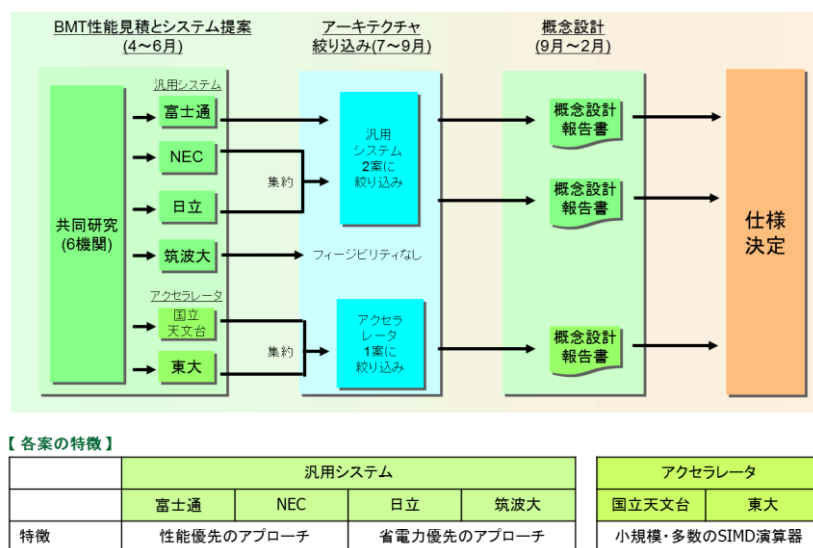 BMT性能見積とシステム提案
(4～6月)
アーキテクチャ
絞り込み(7～9月)
概念設計
(9月～2月)
共同研究
(6機関)
汎用システム
富士通
NEC
日立
筑波大
アクセラレータ
国立
天文台
東大
集約
集約
汎用
システム
2案に
絞り込み
フィージビリティなし
アクセラ
レータ
1案に
絞り込み
概念設計
報告書
概念設計
報告書
概念設計
報告書
仕様
決定
【各案の特徴】
汎用システム
アクセラレータ
富士通 NEC 日立 筑波大 国立天文台 東大
特徴 性能優先のアプローチ 省電力優先のアプローチ 小規模・多数のSIMD演算器